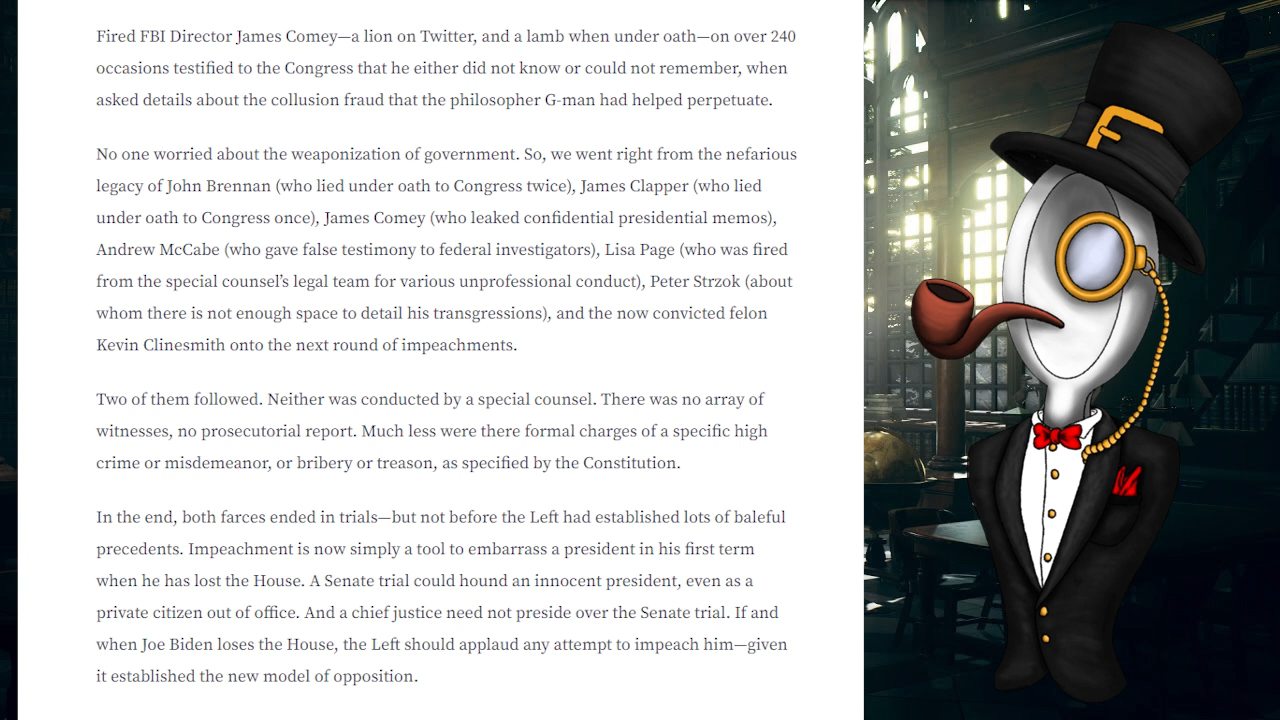 Fired FBI Director James Comey—a lion on Twitter, and a lamb when under oath—on over 240
occasions testified to the Congress that he either did not know or could not remember, when
asked details about the collusion fraud that the philosopher G-man had helped perpetuate.
No one worried about the weaponization of government. So, we went right from the nefarious
legacy of John Brennan (who lied under oath to Congress twice), James Clapper (who lied
under oath to Congress once), James Comey (who leaked confidential presidential memos),
Andrew McCabe (who gave false testimony to federal investigators), Lisa Page (who was fired
from the special counsel’s legal team for various unprofessional conduct), Peter Strzok (about
whom there is not enough space to detail his transgressions), and the now convicted felon
Kevin Clinesmith onto the next round of impeachments.
Two of them followed. Neither was conducted by a special counsel. There was no array of
witnesses, no prosecutorial report. Much less were there formal charges of a specific high
crime or misdemeanor, or bribery or treason, as specified by the Constitution.
In the end, both farces ended in trials—but not before the Left had established lots of baleful
precedents. Impeachment is now simply a tool to embarrass a president in his first term
when he has lost the House. A Senate trial could hound an innocent president, even as a
private citizen out of office. And a chief justice need not preside over the Senate trial. If and
when Joe Biden loses the House, the Left should applaud any attempt to impeach him—given
it established the new model of opposition.